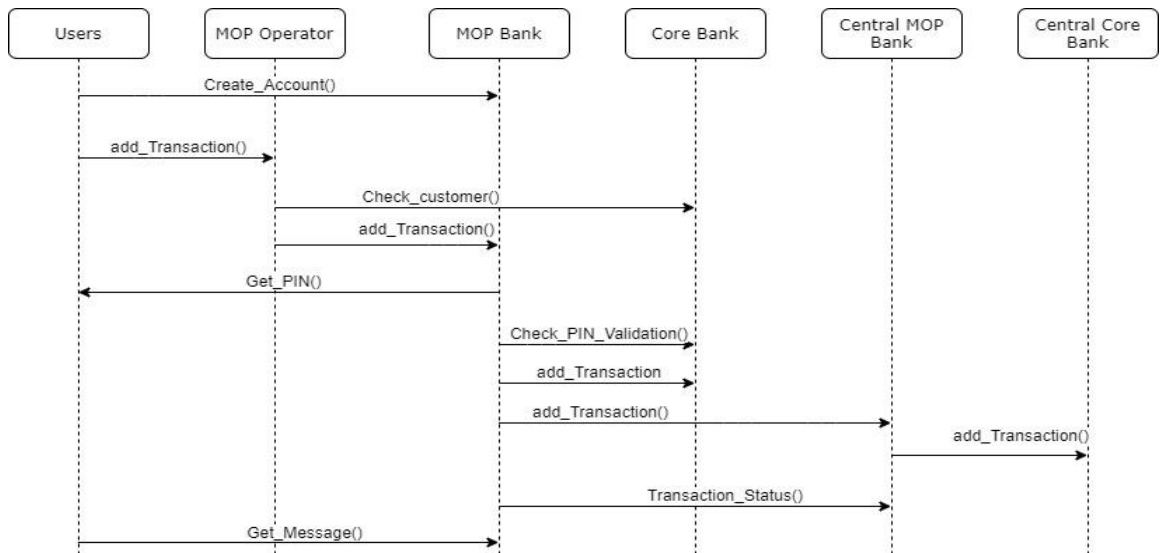 Users
MOP Operator
MOP Bank
Core Bank
Central MOP
Bank
Central Core
Bank
Create_Account()
add_Transaction()
Check_customer()
add_Transaction()
Get_PIN()
Check_PIN_Validation()
add_Transaction
add_Transaction()
add_Transaction()
Transaction_Status()
Get_Message()